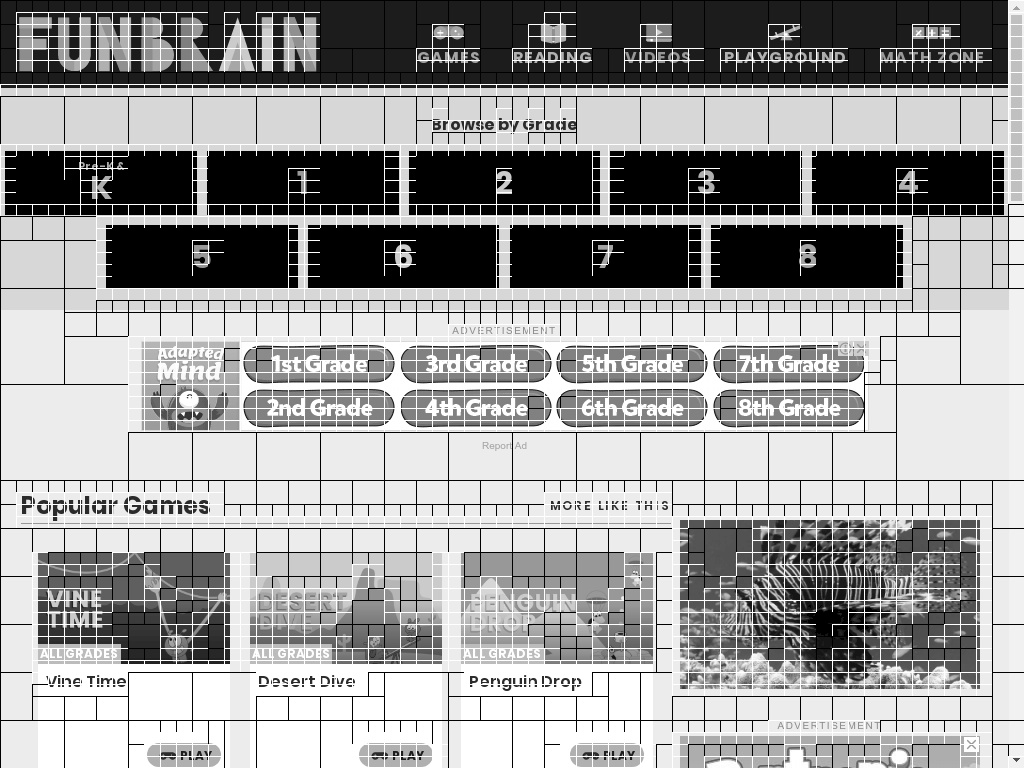 FUNBRAIN
GAMES READING VIDEOS PLAYGROUND MATH ZONE
Browse by Grade
Pre-K &
K 1 2 3 4
5 6 7 8
ADVERTISEMENT
Adapted
Mind
1st Grade 3rd Grade 5th Grade 7th Grade
2nd Grade 4th Grade 6th Grade 8th Grade
Report Ad
Popular Games MORE LIKE THIS
VINE
TIME
DESERT
DIVE
PENGUIN
DROP
ALL GRADES ALL GRADES ALL GRADES
Vine Time Desert Dive Penguin Drop
ADVERTISEMENT
PLAY PLAY PLAY